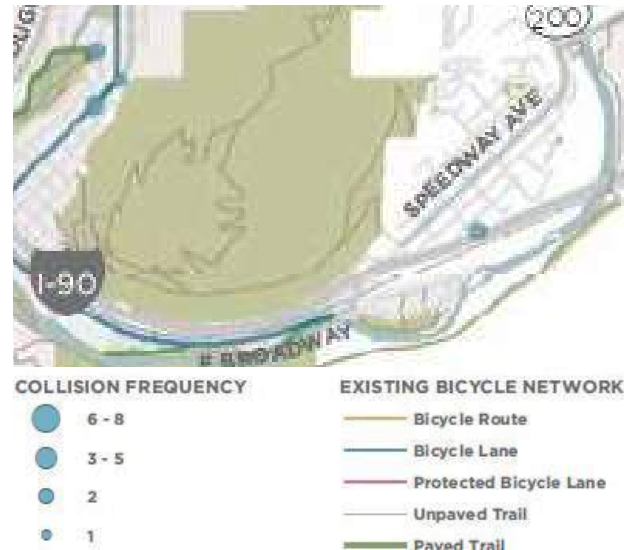 200
SPEEDWAY AVE
I-90
E BROADWAY
COLLISION FREQUENCY
6 - 8
3 - 5
2
1
EXISTING BICYCLE NETWORK
Bicycle Route
Bicycle Lane
Protected Bicycle Lane
Unpaved Trail
Paved Trail